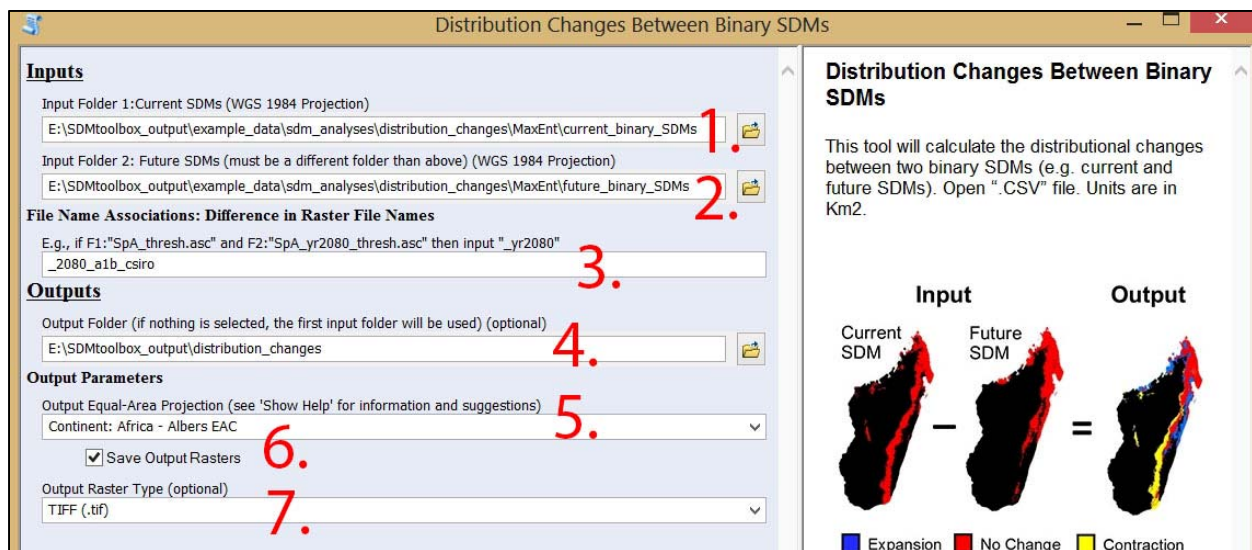 Distribution Changes Between Binary SDMs
Inputs
Input Folder 1:Current SDMs (WGS 1984 Projection)
E:\SDMtoolbox_output\example_data\sdm_analyses\distribution_changes\MaxEnt\current_binary_SDMs
1.
Input Folder 2: Future SDMs (must be a different folder than above) (WGS 1984 Projection)
E:\SDMtoolbox_output\example_data\sdm_analyses\distribution_changes\MaxEnt\future_binary_SDMs
2.
File Name Associations: Difference in Raster File Names
E.g., if F1:"SpA_thresh.asc" and F2:"SpA_yr2080_thresh.asc" then input "_yr2080"
_2080_a1b_csiro
3.
Outputs
Output Folder (if nothing is selected, the first input folder will be used) (optional)
E:\SDMtoolbox_output\distribution_changes
4.
Output Parameters
Output Equal-Area Projection (see 'Show Help' for information and suggestions)
5.
Continent: Africa - Albers EAC
Save Output Rasters
6.
Output Raster Type (optional)
TIFF (.tif)
7.
Distribution Changes Between Binary
SDMs
This tool will calculate the distributional changes
between two binary SDMs (e.g. current and
future SDMs). Open “.CSV” file. Units are in
Km2.
Input
Output
Current
SDM
Future
SDM
–
=
Expansion
No Change
Contraction